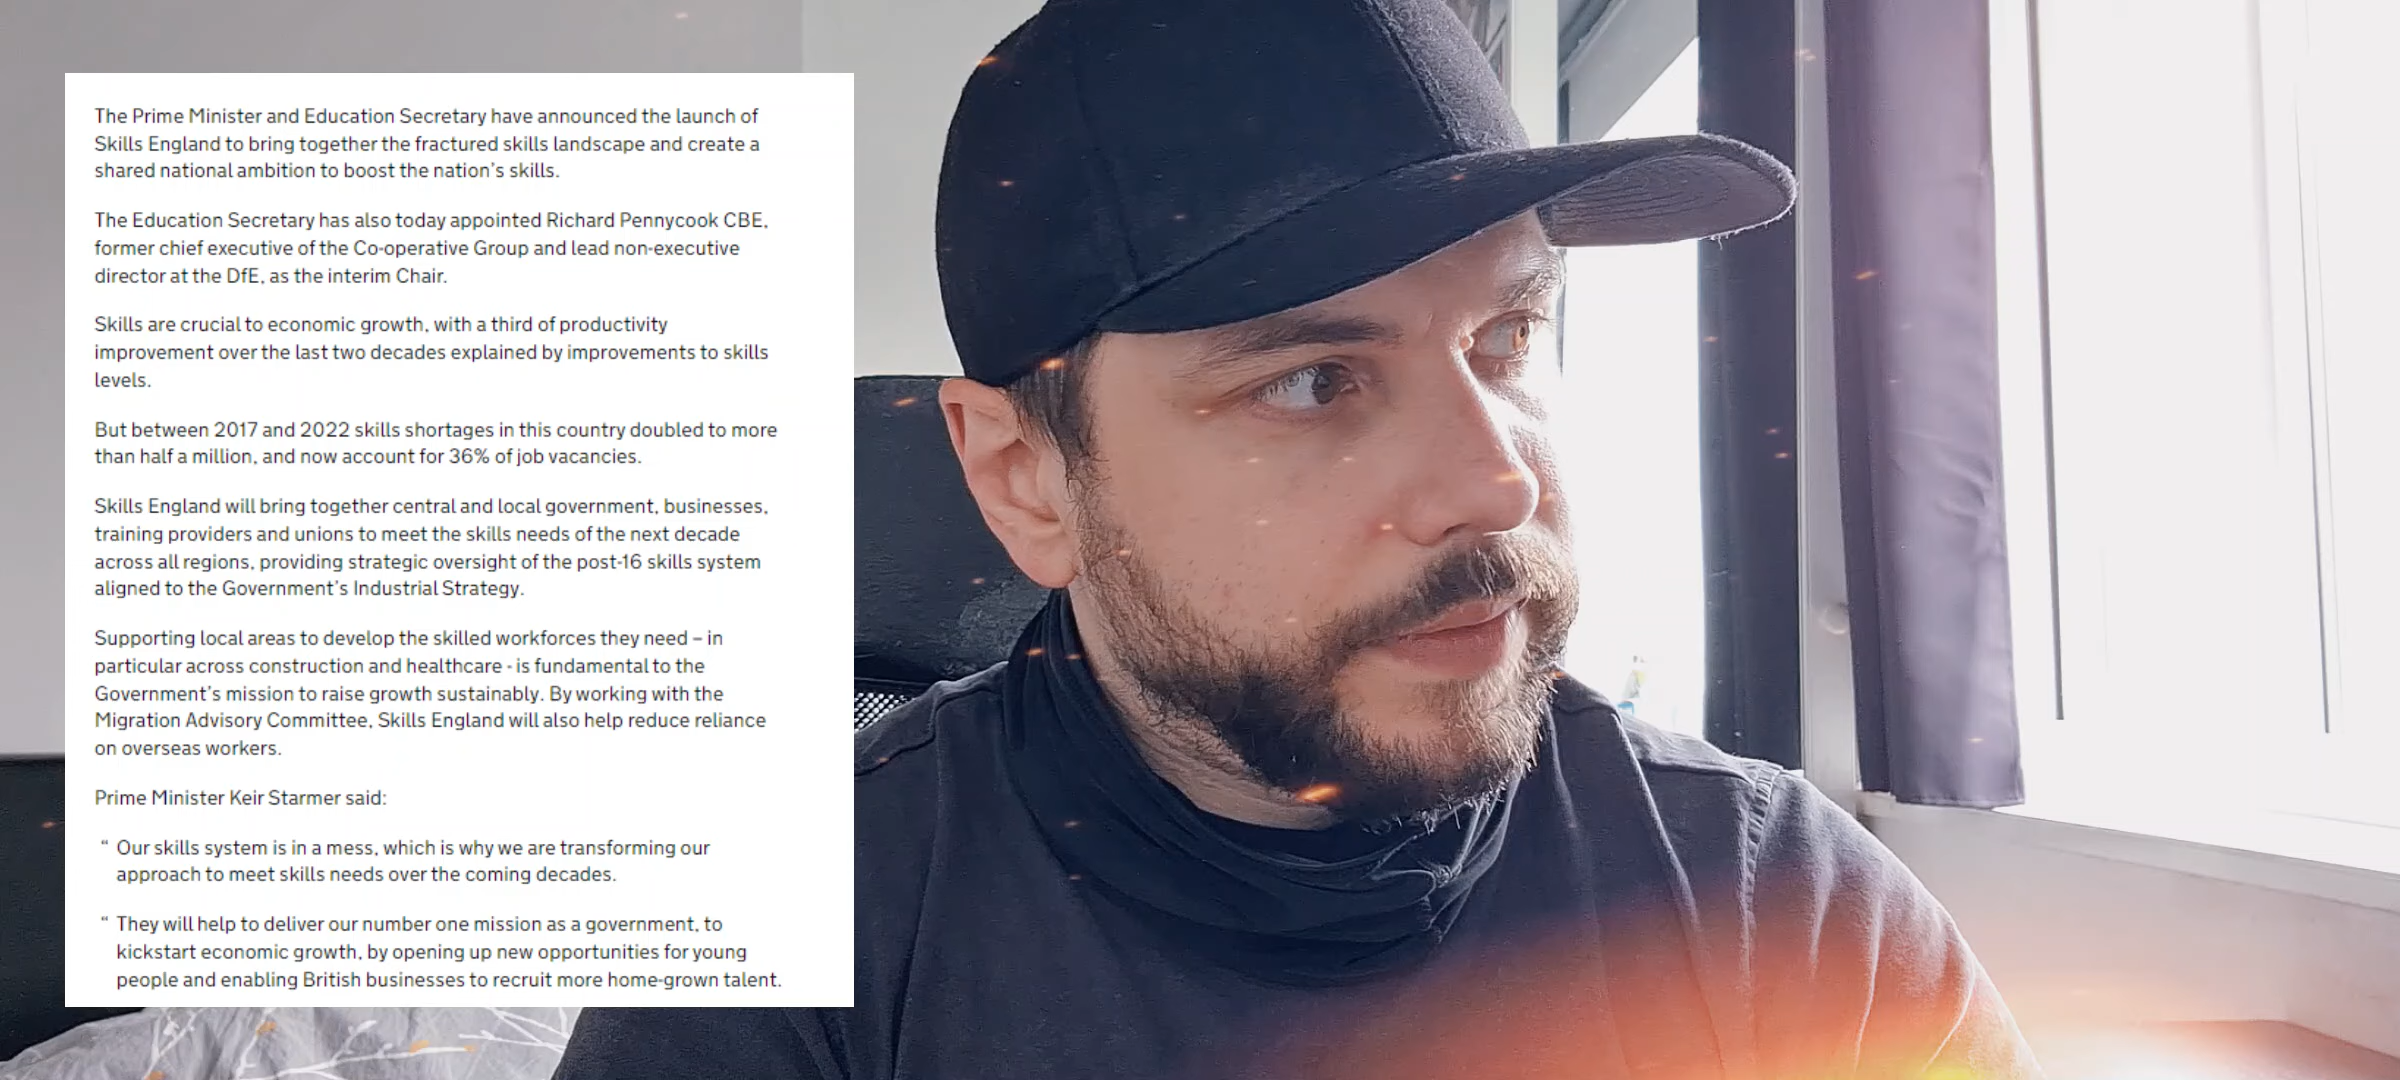 The Prime Minister and Education Secretary have announced the launch of
Skills England to bring together the fractured skills landscape and create a
shared national ambition to boost the nation's skills.
The Education Secretary has also today appointed Richard Pennycook CBE,
former chief executive of the Co-operative Group and lead non-executive
director at the DfE, as the interim Chair.
Skills are crucial to economic growth, with a third of productivity
improvement over the last two decades explained by improvements to skills
levels.
But between 2017 and 2022 skills shortages in this country doubled to more
than half a million, and now account for 36% of job vacancies.
Skills England will bring together central and local government, businesses,
training providers and unions to meet the skills needs of the next decade
across all regions, providing strategic oversight of the post-16 skills system
aligned to the Government's Industrial Strategy.
Supporting local areas to develop the skilled workforces they need – in
particular across construction and healthcare - is fundamental to the
Government's mission to raise growth sustainably. By working with the
Migration Advisory Committee, Skills England will also help reduce reliance
on overseas workers.
Prime Minister Keir Starmer said:
“ Our skills system is in a mess, which is why we are transforming our
approach to meet skills needs over the coming decades.
“ They will help to deliver our number one mission as a government, to
kickstart economic growth, by opening up new opportunities for young
people and enabling British businesses to recruit more home-grown talent.